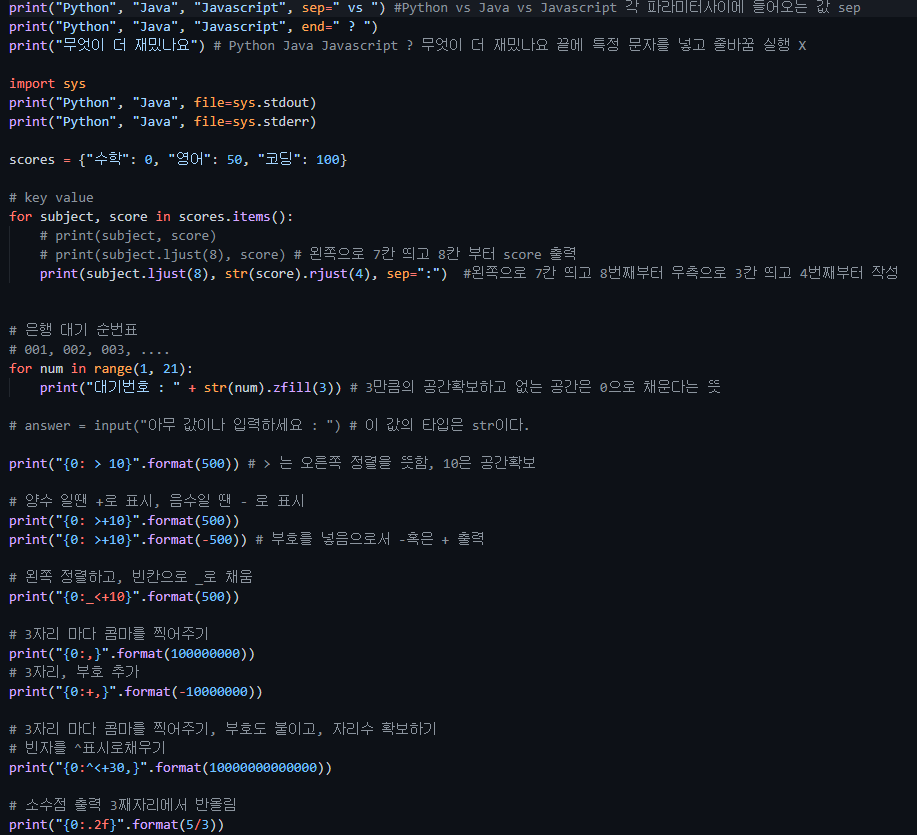 print("Python", "Java", "Javascript", sep=" vs ") #Python vs Java vs Javascript 각 파라미터사이에 들어오는 값 sep
print("Python", "Java", "Javascript", end=" ? ")
print("무엇이 더 재밌나요") # Python Java Javascript ? 무엇이 더 재밌나요 끝에 특정 문자를 넣고 줄바꿈 실행 X
import sys
print("Python", "Java", file=sys.stdout)
print("Python", "Java", file=sys.stderr)
scores = {"수학": 0, "영어": 50, "코딩": 100}
# key value
for subject, score in scores.items():
# print(subject, score)
# print(subject.ljust(8), score) # 왼쪽으로 7칸 띄고 8칸 부터 score 출력
print(subject.ljust(8), str(score).rjust(4), sep=":") #왼쪽으로 7칸 띄고 8번째부터 우측으로 3칸 띄고 4번째부터 작성
# 은행 대기 순번표
# 001, 002, 003, ....
for num in range(1, 21):
print("대기번호 : " + str(num).zfill(3)) # 3만큼의 공간확보하고 없는 공간은 0으로 채운다는 뜻
# answer = input("아무 값이나 입력하세요 : ") # 이 값의 타입은 str이다.
print("{0: > 10}".format(500)) # > 는 오른쪽 정렬을 뜻함, 10은 공간확보
# 양수 일땐 +로 표시, 음수일 땐 - 로 표시
print("{0: >+10}".format(500))
print("{0: >+10}".format(-500)) # 부호를 넣음으로서 -혹은 + 출력
# 왼쪽 정렬하고, 빈칸으로 _로 채움
print("{0:_<+10}".format(500))
# 3자리 마다 콤마를 찍어주기
print("{0:,}".format(100000000))
# 3자리, 부호 추가
print("{0:+,}".format(-10000000))
# 3자리 마다 콤마를 찍어주기, 부호도 붙이고, 자리수 확보하기
# 빈자를 ^표시로채우기
print("{0:^<+30,}".format(10000000000000))
# 소수점 출력 3째자리에서 반올림
print("{0:.2f}".format(5/3))